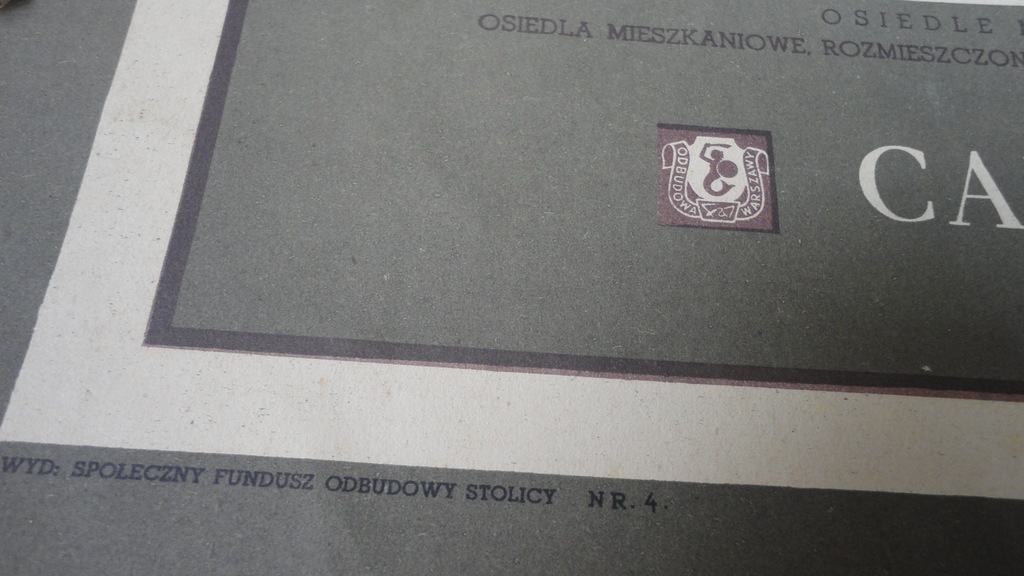 OSIEDLE
OSIEDLA MIESZKANIOWE, ROZMIESZCZON
ODBUDOWA WARSZAWY
CA
WYD: SPOŁECZNY FUNDUSZ ODBUDOWY STOLICY NR. 4.